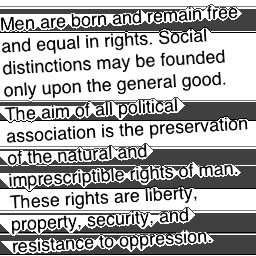 Men are born and remain free
and equal in rights. Social
distinctions may be founded
only upon the general good.
The aim of all political
association is the preservation
of the natural and
imprescriptible rights of man.
These rights are liberty,
property, security, and
resistance to oppression.